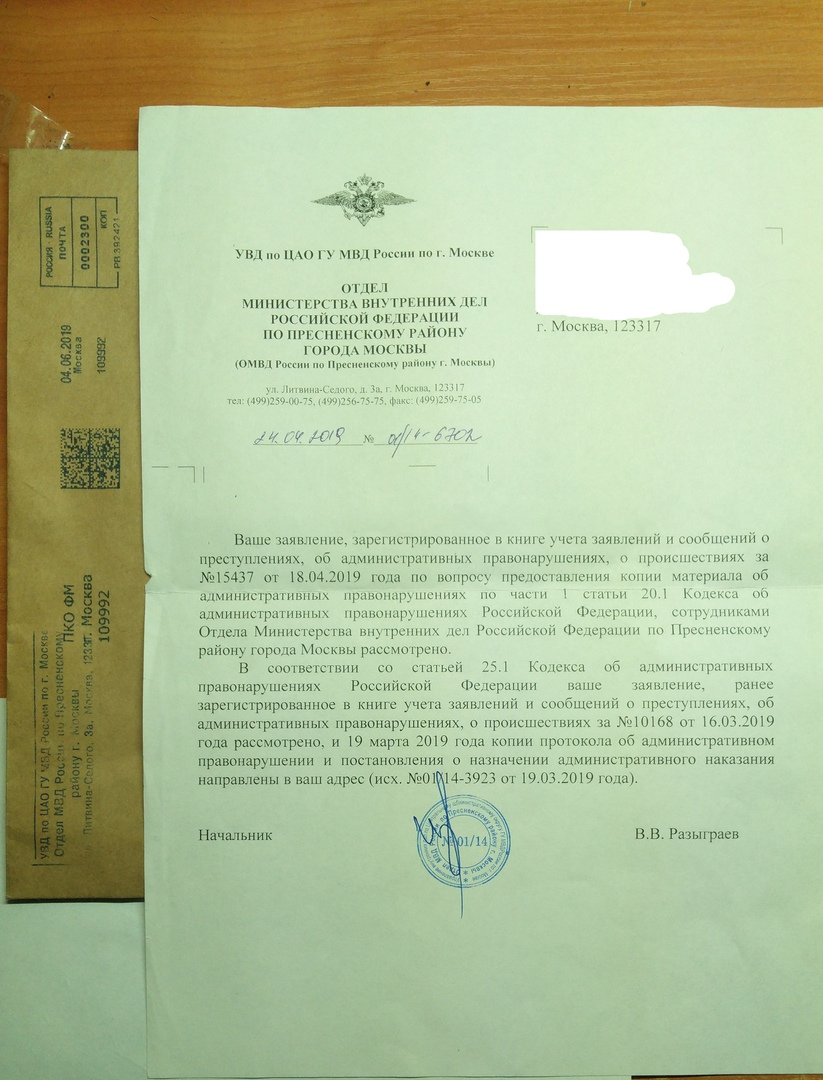 УВД по ЦАО ГУ МВД России по г. Москве
ОТДЕЛ
МИНИСТЕРСТВА ВНУТРЕННИХ ДЕЛ
РОССИЙСКОЙ ФЕДЕРАЦИИ
ПО ПРЕСНЕНСКОМУ РАЙОНУ
ГОРОДА МОСКВЫ
(ОМВД России по Пресненскому району г. Москвы)
ул. Литвина-Седого, д. 3а, г. Москва, 123317
тел: (499)259-00-75, (499)256-75-75, факс: (499)259-75-05
24.04.2019 № 01/14-6702
г. Москва, 123317
Ваше заявление, зарегистрированное в книге учета заявлений и сообщений о
преступлениях, об административных правонарушениях, о происшествиях за
№15437 от 18.04.2019 года по вопросу предоставления копии материала об
административных правонарушениях по части 1 статьи 20.1 Кодекса об
административных правонарушениях Российской Федерации, сотрудниками
Отдела Министерства внутренних дел Российской Федерации по Пресненскому
району города Москвы рассмотрено.
В соответствии со статьей 25.1 Кодекса об административных
правонарушениях Российской Федерации ваше заявление, ранее
зарегистрированное в книге учета заявлений и сообщений о преступлениях, об
административных правонарушениях, о происшествиях за №10168 от 16.03.2019
года рассмотрено, и 19 марта 2019 года копии протокола об административном
правонарушении и постановления о назначении административного наказания
направлены в ваш адрес (исх. №01/14-3923 от 19.03.2019 года).
Начальник
В.В. Разыграев
№01/14
РОССИЯ RUSSIA
ПОЧТА
0002300
КОП
РВ 392421
04.06.2019
Москва
109992
ПКО ФМ
г. Москва
109992
УВД по ЦАО ГУ МВД России по г. Москве
Отдел МВД России по Пресненскому
району г. Москвы
Литвина-Седого, 3а, Москва, 1233